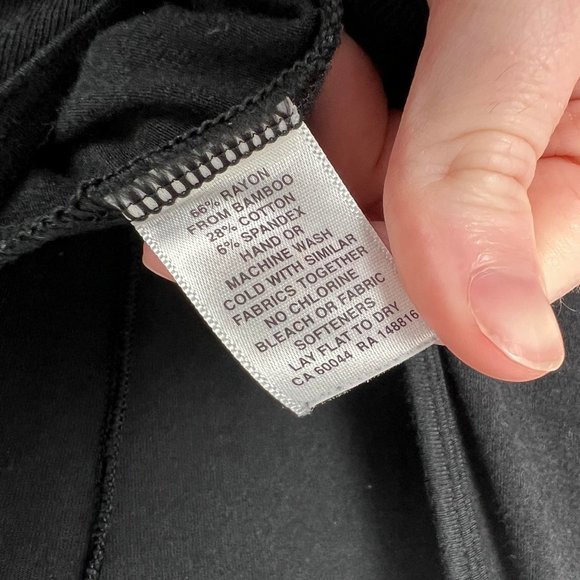 66% RAYON
FROM BAMBOO
28% COTTON
6% SPANDEX
HAND OR
MACHINE WASH
COLD WITH SIMILAR
FABRICS TOGETHER
NO CHLORINE
BLEACH OR FABRIC
SOFTENERS
LAY FLAT TO DRY
CA 60044 RA 148816